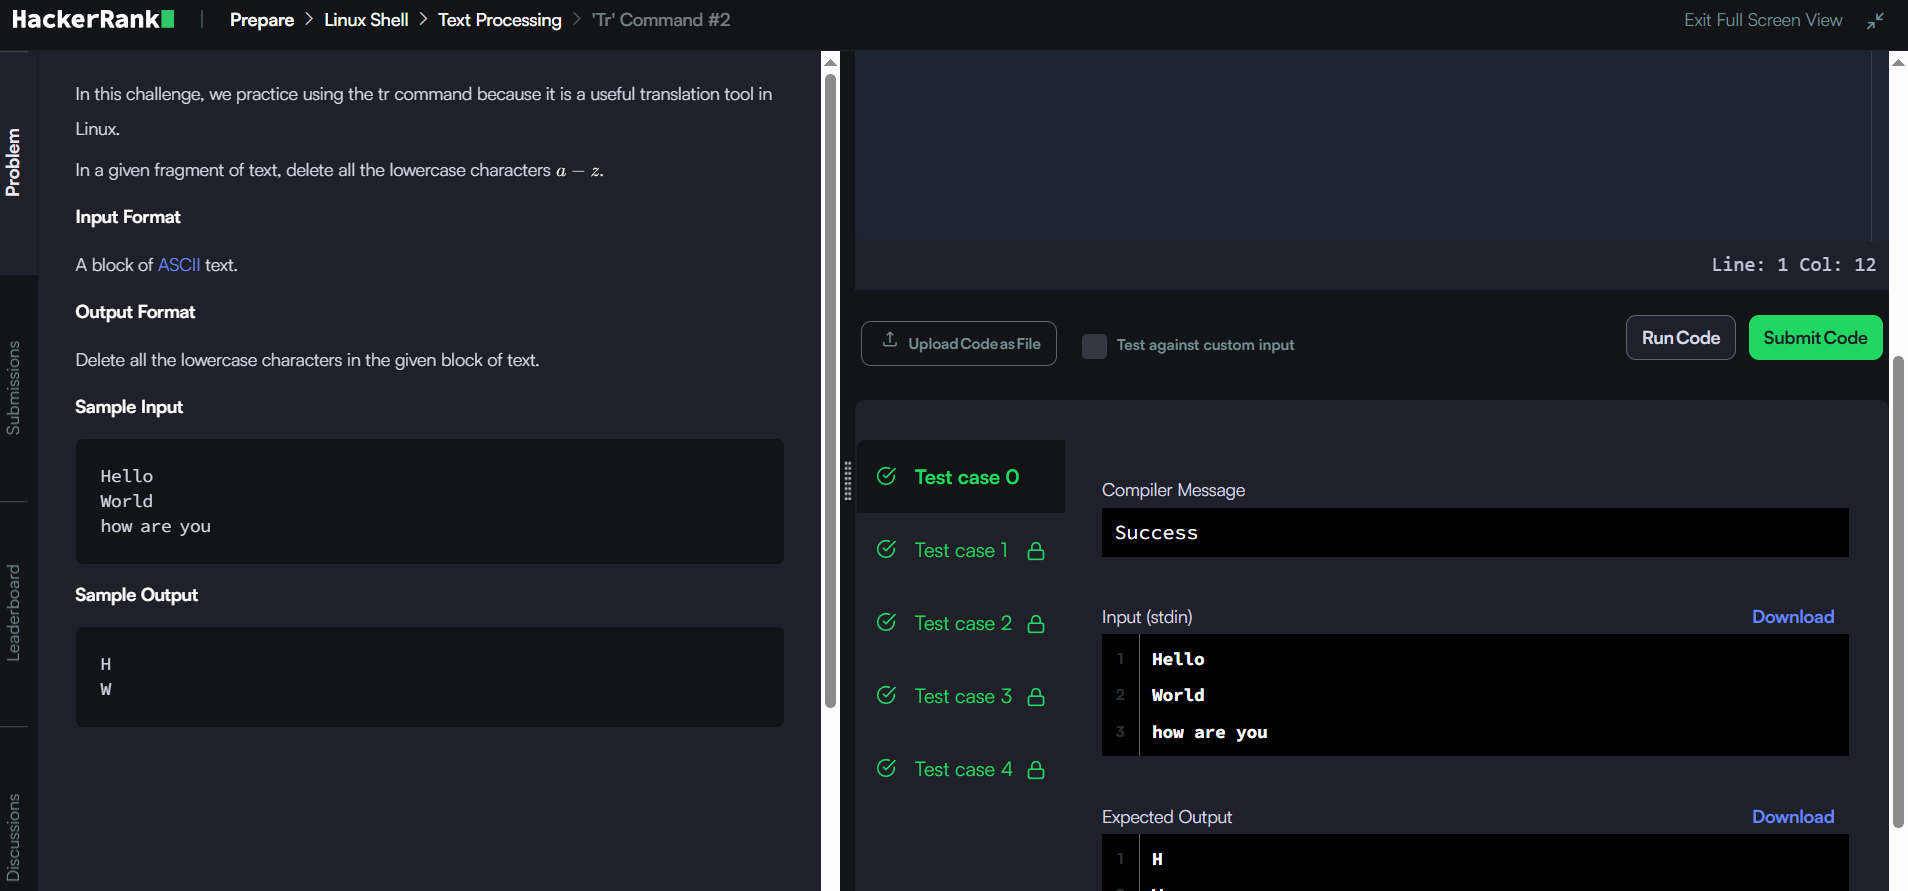 HackerRank
Prepare > Linux Shell > Text Processing > 'Tr' Command #2
Exit Full Screen View
Problem
Submissions
Leaderboard
Discussions
In this challenge, we practice using the tr command because it is a useful translation tool in
Linux.
In a given fragment of text, delete all the lowercase characters a – z.
Input Format
A block of ASCII text.
Output Format
Delete all the lowercase characters in the given block of text.
Sample Input
Hello
World
how are you
Sample Output
H
W
Line: 1 Col: 12
Upload Code as File
Test against custom input
Run Code
Submit Code
Test case 0
Test case 1
Test case 2
Test case 3
Test case 4
Compiler Message
Success
Input (stdin)
Download
1 Hello
2 World
3 how are you
Expected Output
Download
1 H